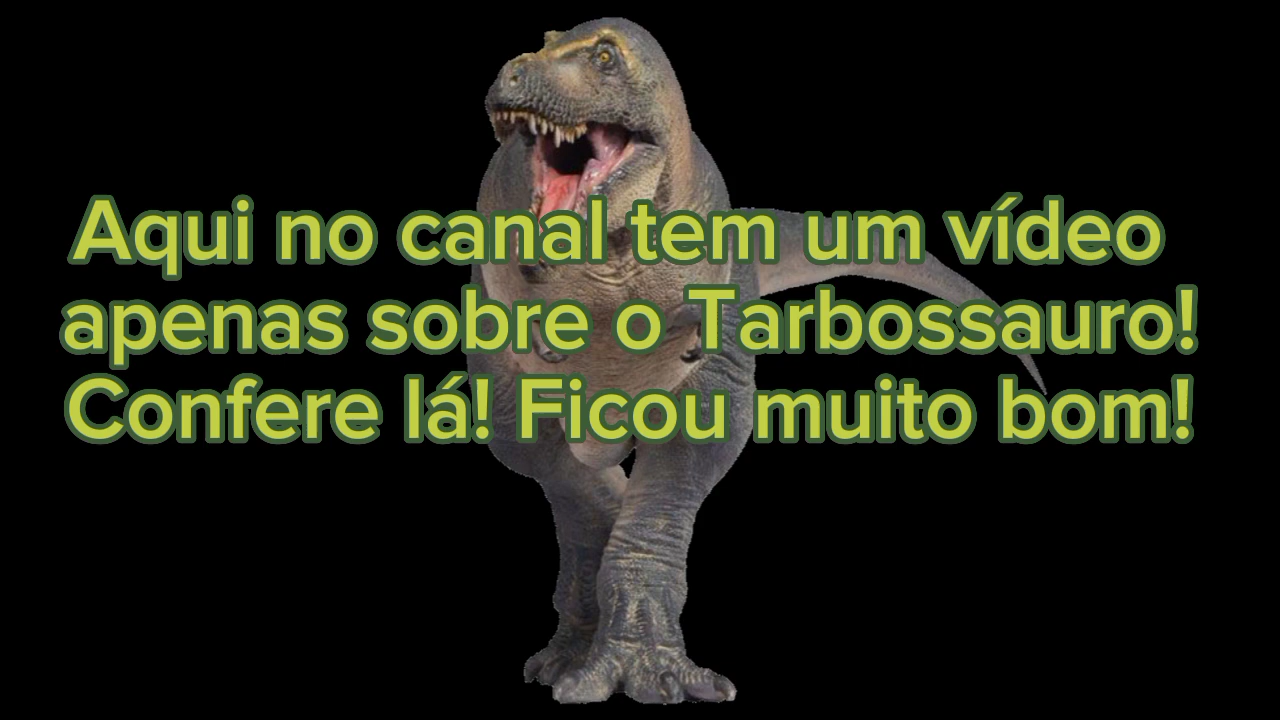 Aqui no canal tem um vídeo
apenas sobre o Tarbossauro!
Confere lá! Ficou muito bom!